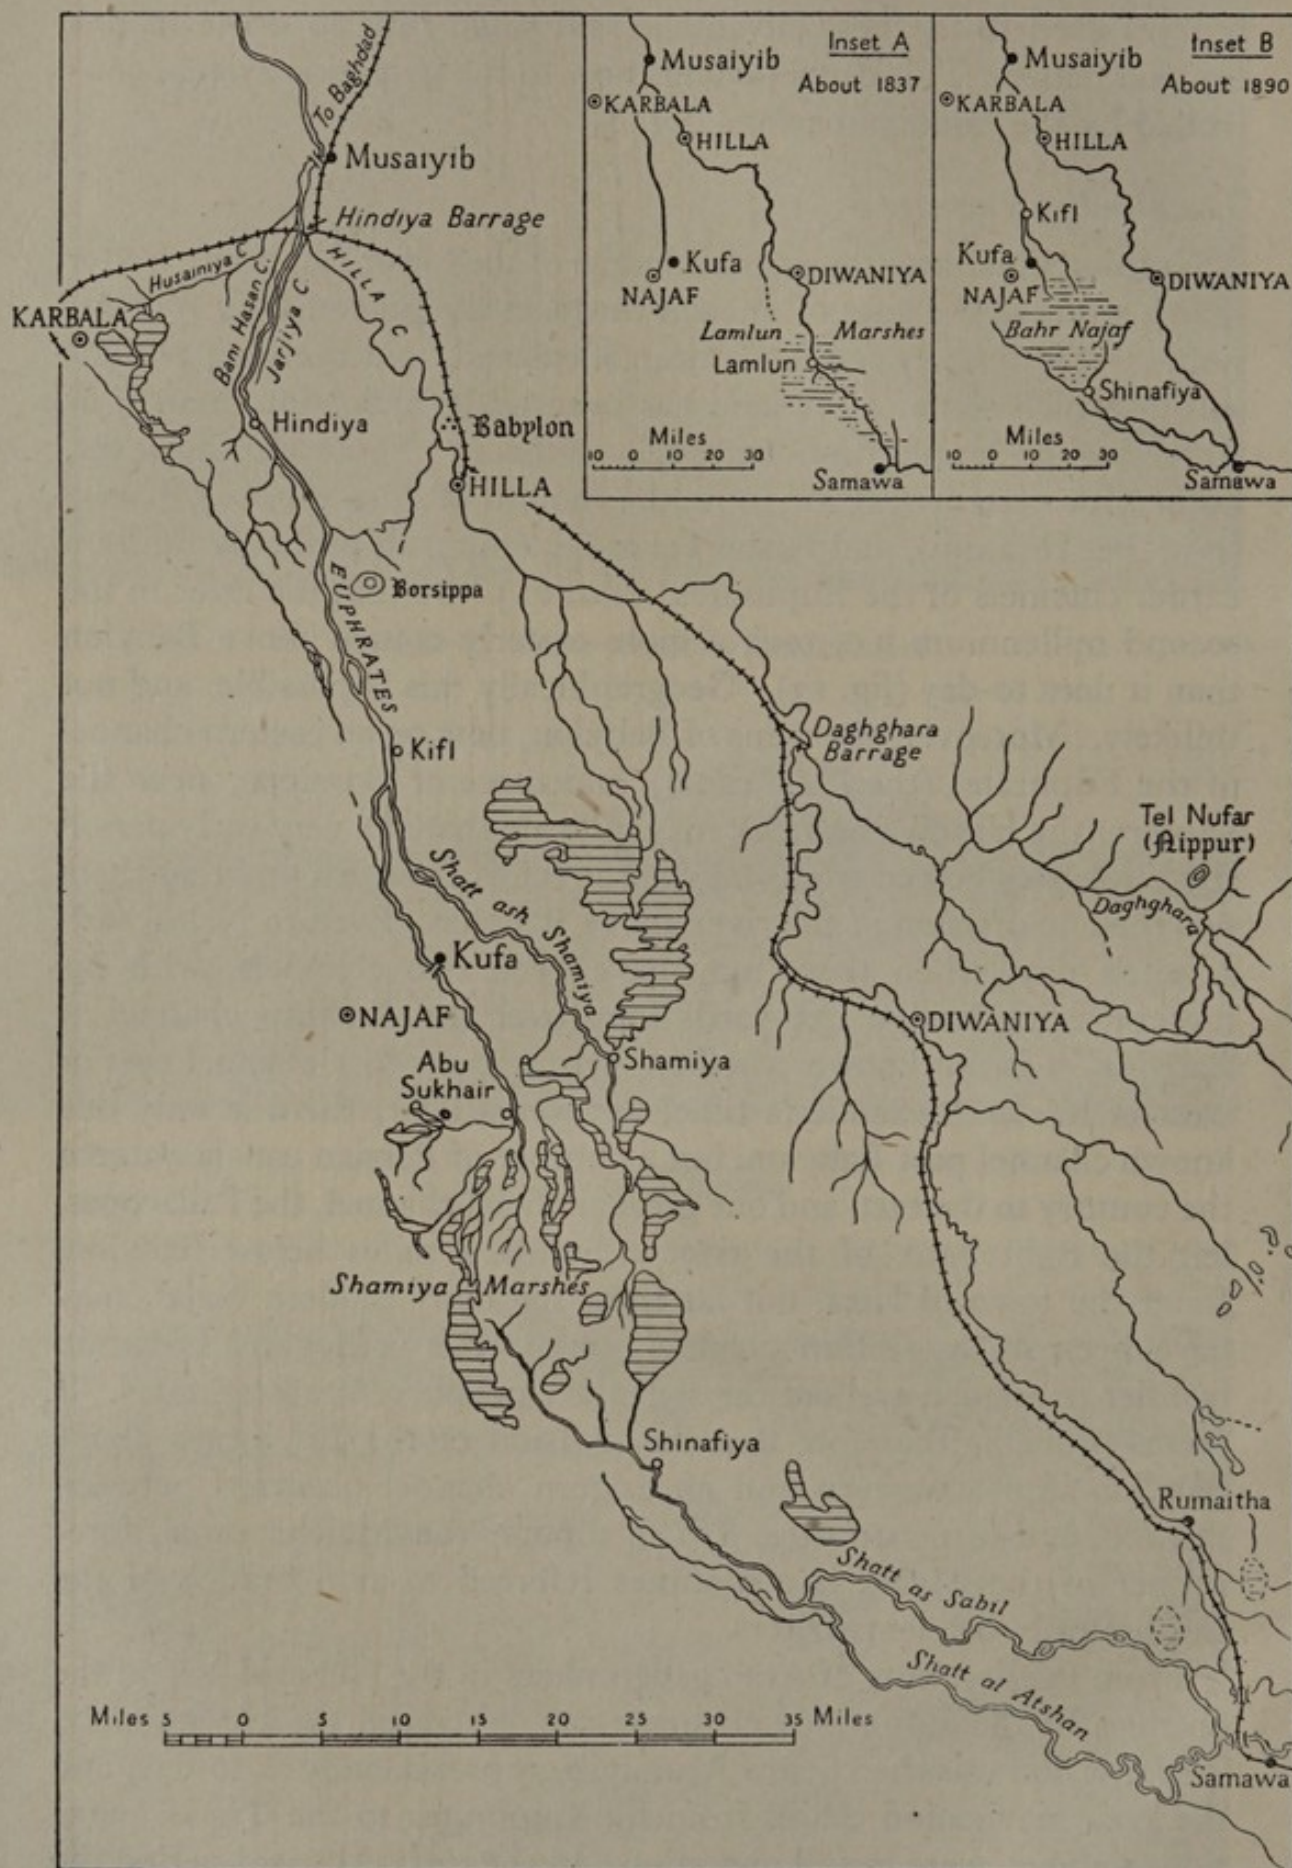 To Baghdad
Musaiyib
Hindiya Barrage
Husainiya C.
KARBALA
Bani Hasan C.
Jarjiya C
HILLA C
Hindiya
Babylon
HILLA
EUPHRATES
Borsippa
Kifl
Daghghara
Barrage
Tel Nufar
(Nippur)
Daghghara
Shatt ash Shamiya
Kufa
NAJAF
DIWANIYA
Abu
Sukhair
Shamiya
Shamiya Marshes
Shinafiya
Rumaitha
Shatt as Sabil
Shatt al Atshan
Samawa
Miles 5 0 5 10 15 20 25 30 35 Miles
Inset A
About 1837
Musaiyib
KARBALA
HILLA
Kufa
NAJAF
DIWANIYA
Lamlun Marshes
Lamlun
Miles
10 0 10 20 30
Samawa
Inset B
About 1890
Musaiyib
KARBALA
HILLA
Kifl
Kufa
NAJAF
DIWANIYA
Bahr Najaf
Shinafiya
Miles
10 0 10 20 30
Samawa